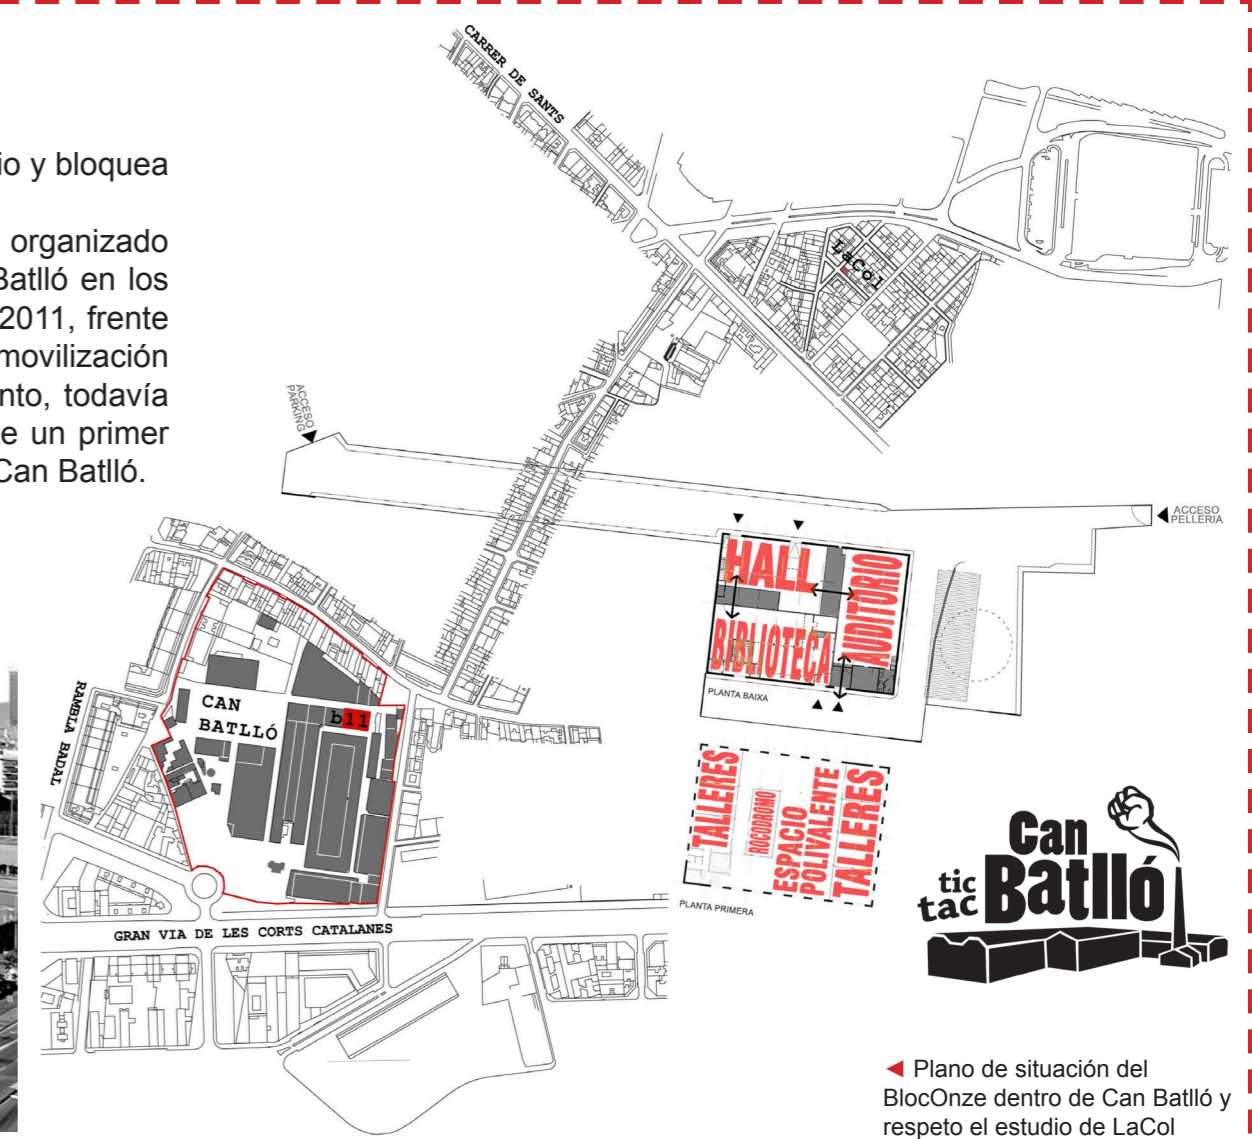 io y bloquea
organizado
Batlló en los
2011, frente
movilización
nto, todavía
te un primer
Can Batlló.
CARRER DE SANTS
LaCol
ACCESO
PARKING
ACCESO
PELLERIA
HALL
AUDITORIO
BIBLIOTECA
PLANTA BAIXA
CAN
BATLLÓ
b11
RAMBLA BADAL
TALLERES
ROCODROMO
ESPACIO
POLIVALENTE
TALLERES
PLANTA PRIMERA
GRAN VIA DE LES CORTS CATALANES
Can
tic
tac
Batlló
◄ Plano de situación del
BlocOnze dentro de Can Batlló y
respeto el estudio de LaCol